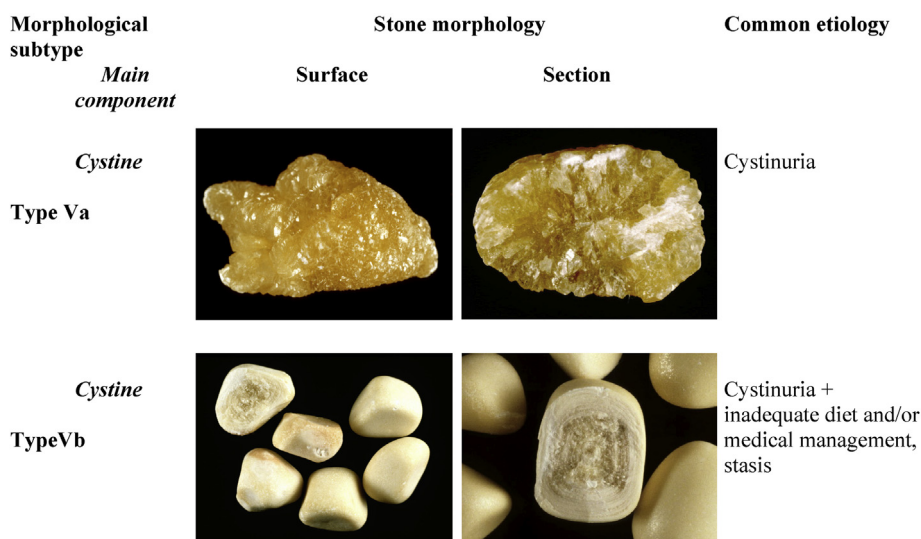 Morphological subtype
Stone morphology
Common etiology
Main component
Surface
Section
Cystine
Cystinuria
Type Va
Cystine
Cystinuria +
inadequate diet and/or
medical management,
stasis
TypeVb